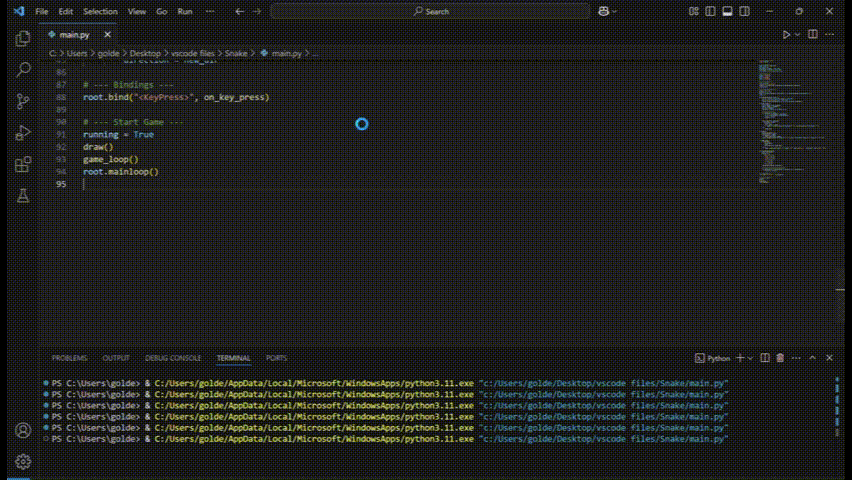 File Edit Selection View Go Run ... Search
main.py
C: > Users > golde > Desktop > vscode files > Snake > main.py > ...
85 direction = new_dir
86
87 # --- Bindings ---
88 root.bind("<KeyPress>", on_key_press)
89
90 # --- Start Game ---
91 running = True
92 draw()
93 game_loop()
94 root.mainloop()
95
PROBLEMS OUTPUT DEBUG CONSOLE TERMINAL PORTS Python
PS C:\Users\golde> & C:/Users/golde/AppData/Local/Microsoft/WindowsApps/python3.11.exe "c:/Users/golde/Desktop/vscode files/Snake/main.py"
PS C:\Users\golde> & C:/Users/golde/AppData/Local/Microsoft/WindowsApps/python3.11.exe "c:/Users/golde/Desktop/vscode files/Snake/main.py"
PS C:\Users\golde> & C:/Users/golde/AppData/Local/Microsoft/WindowsApps/python3.11.exe "c:/Users/golde/Desktop/vscode files/Snake/main.py"
PS C:\Users\golde> & C:/Users/golde/AppData/Local/Microsoft/WindowsApps/python3.11.exe "c:/Users/golde/Desktop/vscode files/Snake/main.py"
PS C:\Users\golde> & C:/Users/golde/AppData/Local/Microsoft/WindowsApps/python3.11.exe "c:/Users/golde/Desktop/vscode files/Snake/main.py"
PS C:\Users\golde> & C:/Users/golde/AppData/Local/Microsoft/WindowsApps/python3.11.exe "c:/Users/golde/Desktop/vscode files/Snake/main.py"